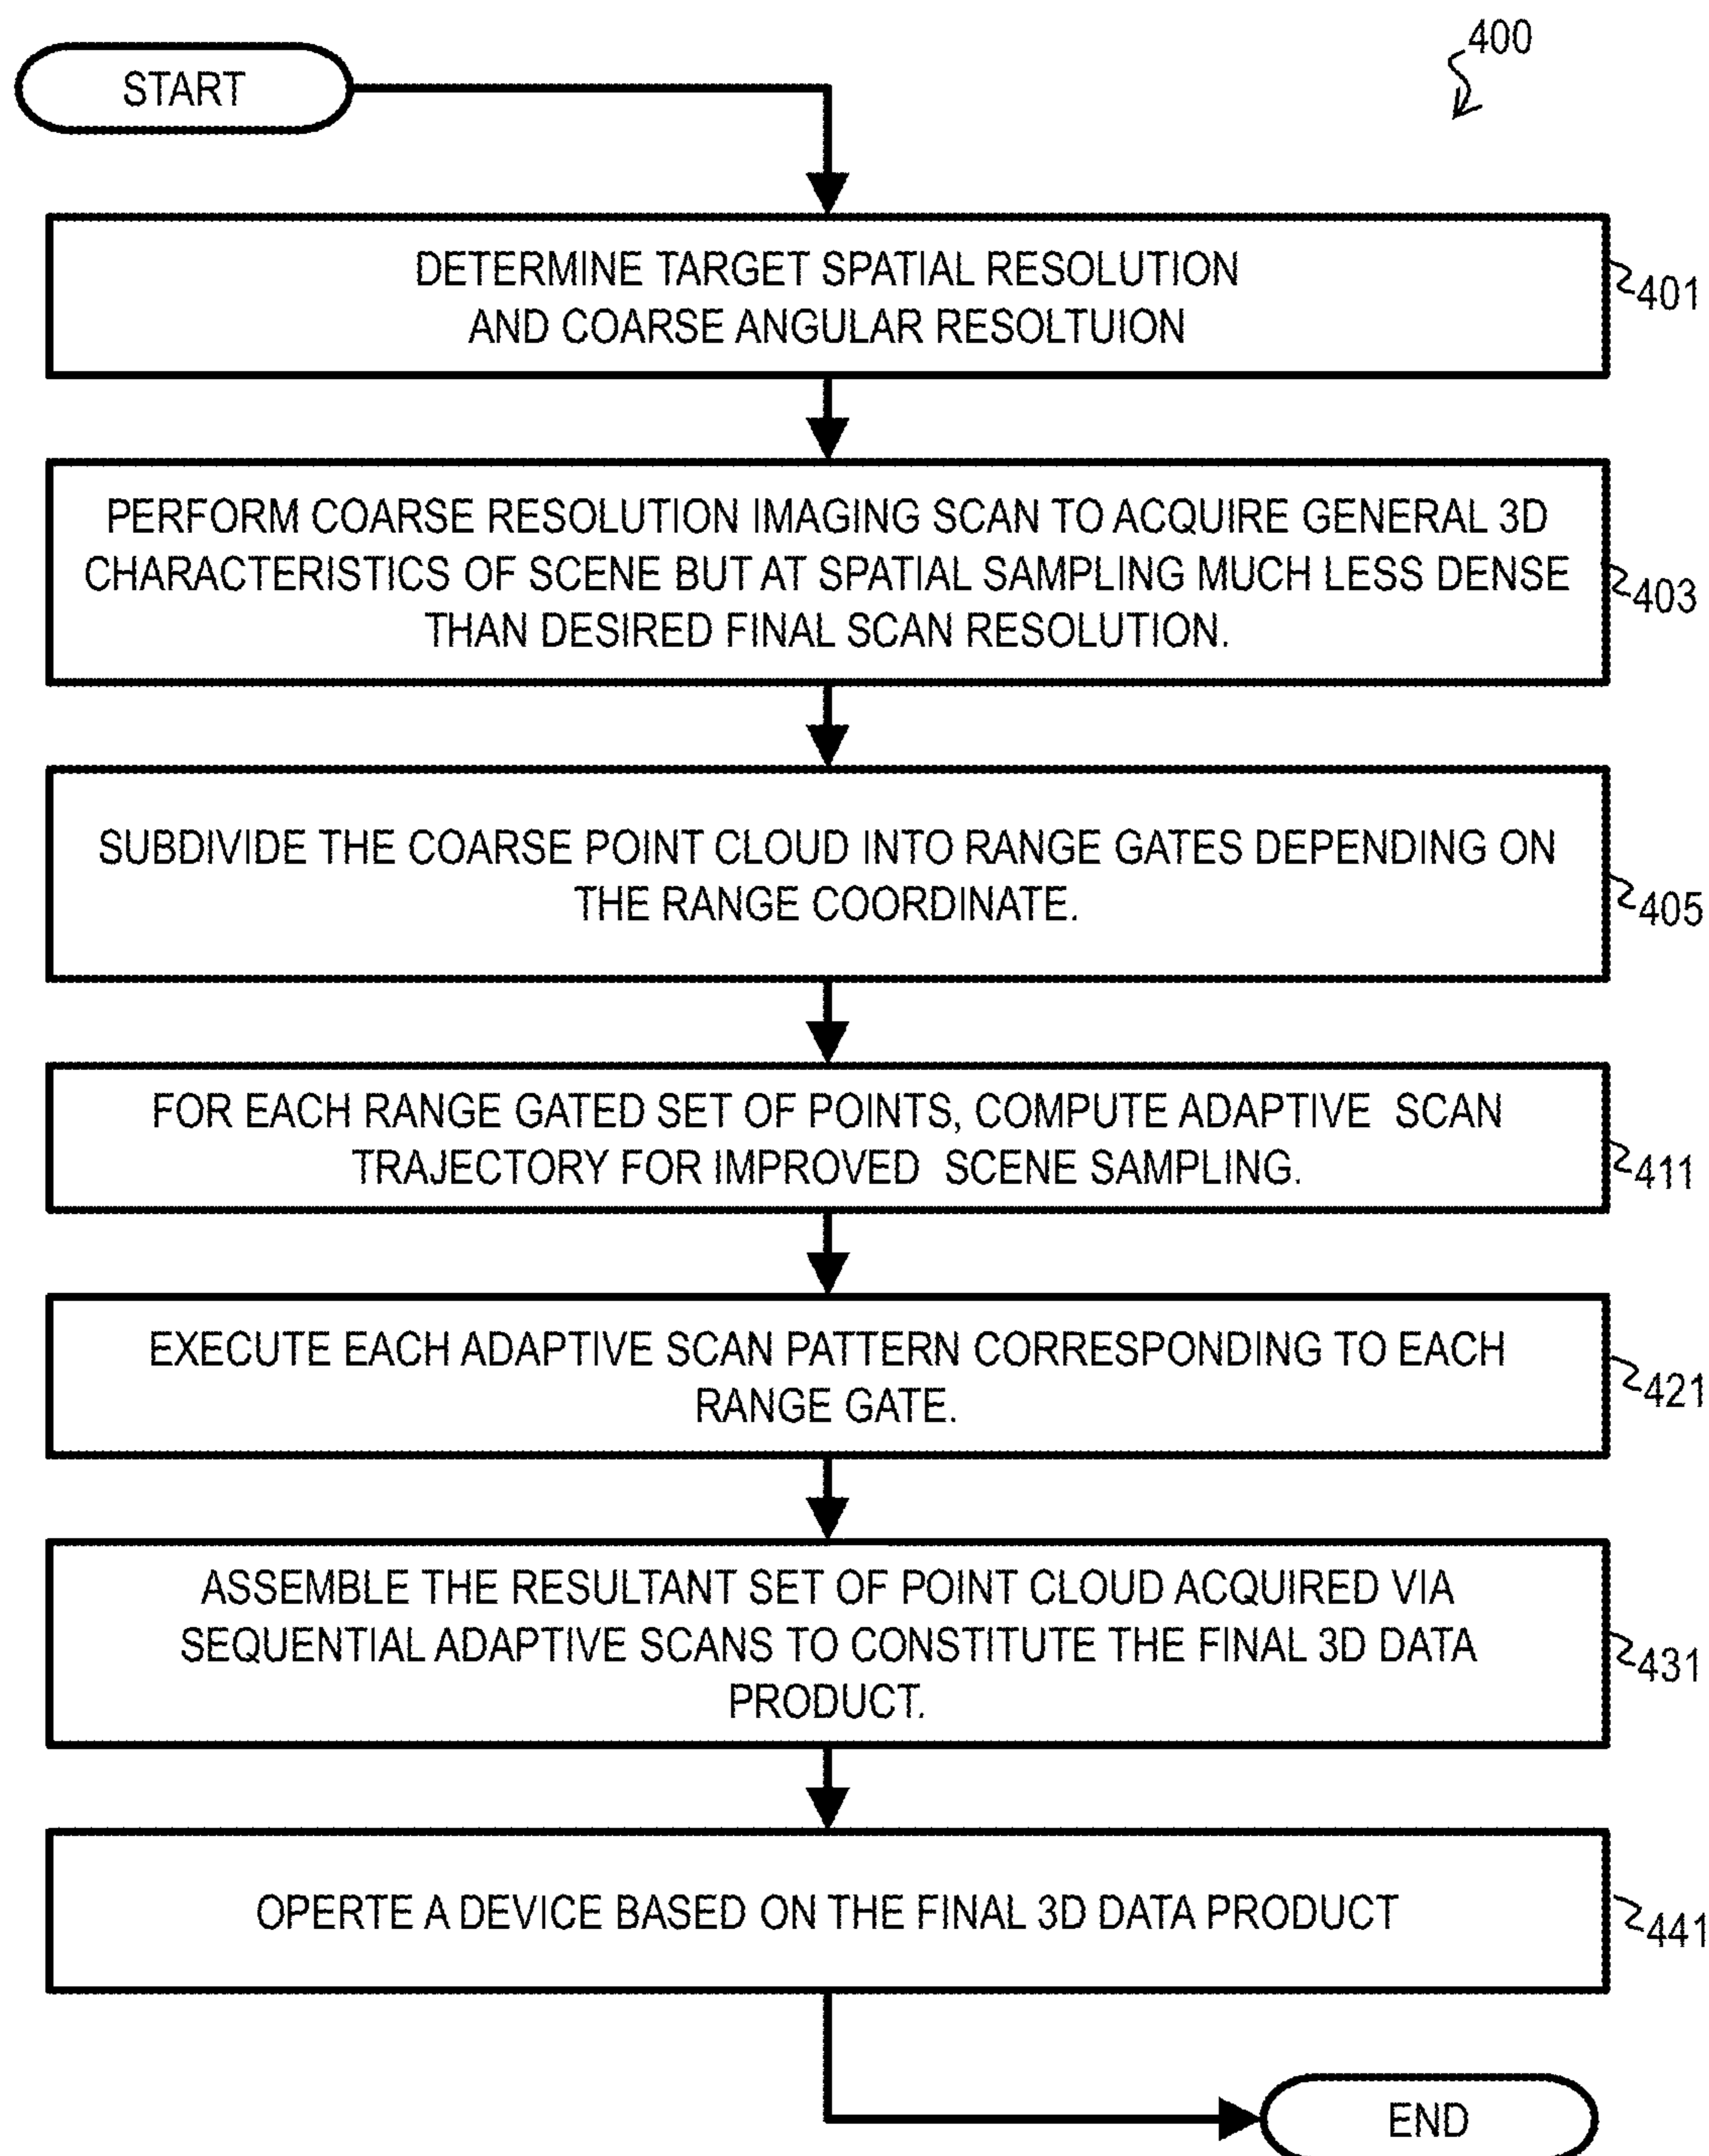 400
START
DETERMINE TARGET SPATIAL RESOLUTION
AND COARSE ANGULAR RESOLTUION
401
PERFORM COARSE RESOLUTION IMAGING SCAN TO ACQUIRE GENERAL 3D
CHARACTERISTICS OF SCENE BUT AT SPATIAL SAMPLING MUCH LESS DENSE
THAN DESIRED FINAL SCAN RESOLUTION.
403
SUBDIVIDE THE COARSE POINT CLOUD INTO RANGE GATES DEPENDING ON
THE RANGE COORDINATE.
405
FOR EACH RANGE GATED SET OF POINTS, COMPUTE ADAPTIVE SCAN
TRAJECTORY FOR IMPROVED SCENE SAMPLING.
411
EXECUTE EACH ADAPTIVE SCAN PATTERN CORRESPONDING TO EACH
RANGE GATE.
421
ASSEMBLE THE RESULTANT SET OF POINT CLOUD ACQUIRED VIA
SEQUENTIAL ADAPTIVE SCANS TO CONSTITUTE THE FINAL 3D DATA
PRODUCT.
431
OPERTE A DEVICE BASED ON THE FINAL 3D DATA PRODUCT
441
END